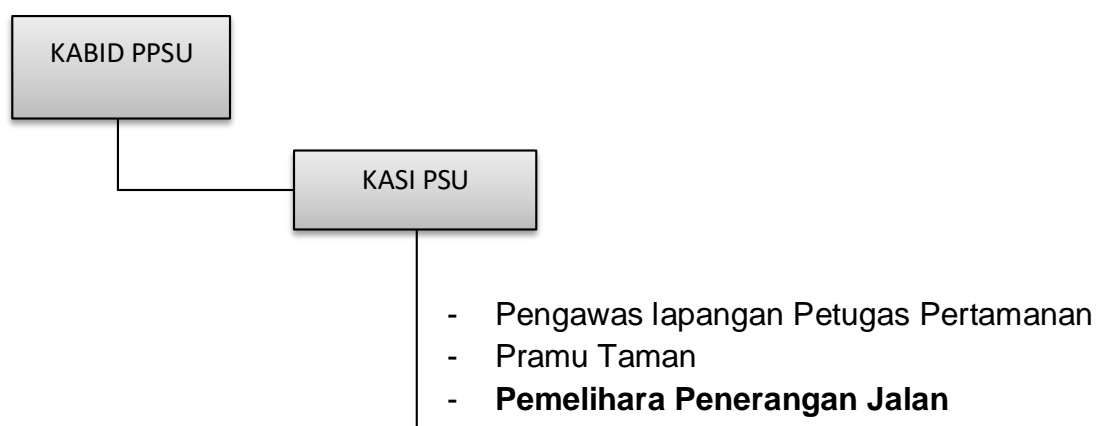 KABID PPSU
KASI PSU
- Pengawas lapangan Petugas Pertamanan
- Pramu Taman
- Pemelihara Penerangan Jalan